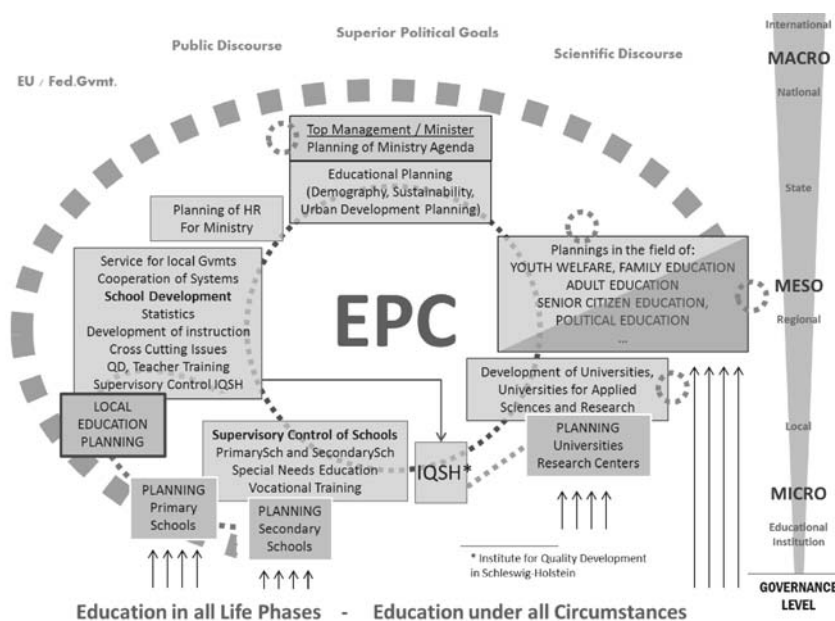 Superior Political Goals
Public Discourse
Scientific Discourse
EU / Fed.Gvmt.
International
MACRO
National
State
MESO
Regional
Local
MICRO
Educational
Institution
GOVERNANCE
LEVEL
Top Management / Minister
Planning of Ministry Agenda
Educational Planning
(Demography, Sustainability,
Urban Development Planning)
Planning of HR
For Ministry
Service for local Gvmts
Cooperation of Systems
School Development
Statistics
Development of instruction
Cross Cutting Issues
QD, Teacher Training
Supervisory Control IQSH
EPC
Plannings in the field of:
YOUTH WELFARE, FAMILY EDUCATION
ADULT EDUCATION
SENIOR CITIZEN EDUCATION,
POLITICAL EDUCATION
...
Development of Universities,
Universities for Applied
Sciences and Research
PLANNING
Universities
Research Centers
LOCAL
EDUCATION
PLANNING
Supervisory Control of Schools
PrimarySch and SecondarySch
Special Needs Education
Vocational Training
IQSH*
PLANNING
Primary
Schools
PLANNING
Secondary
Schools
* Institute for Quality Development
in Schleswig-Holstein
Education in all Life Phases - Education under all Circumstances